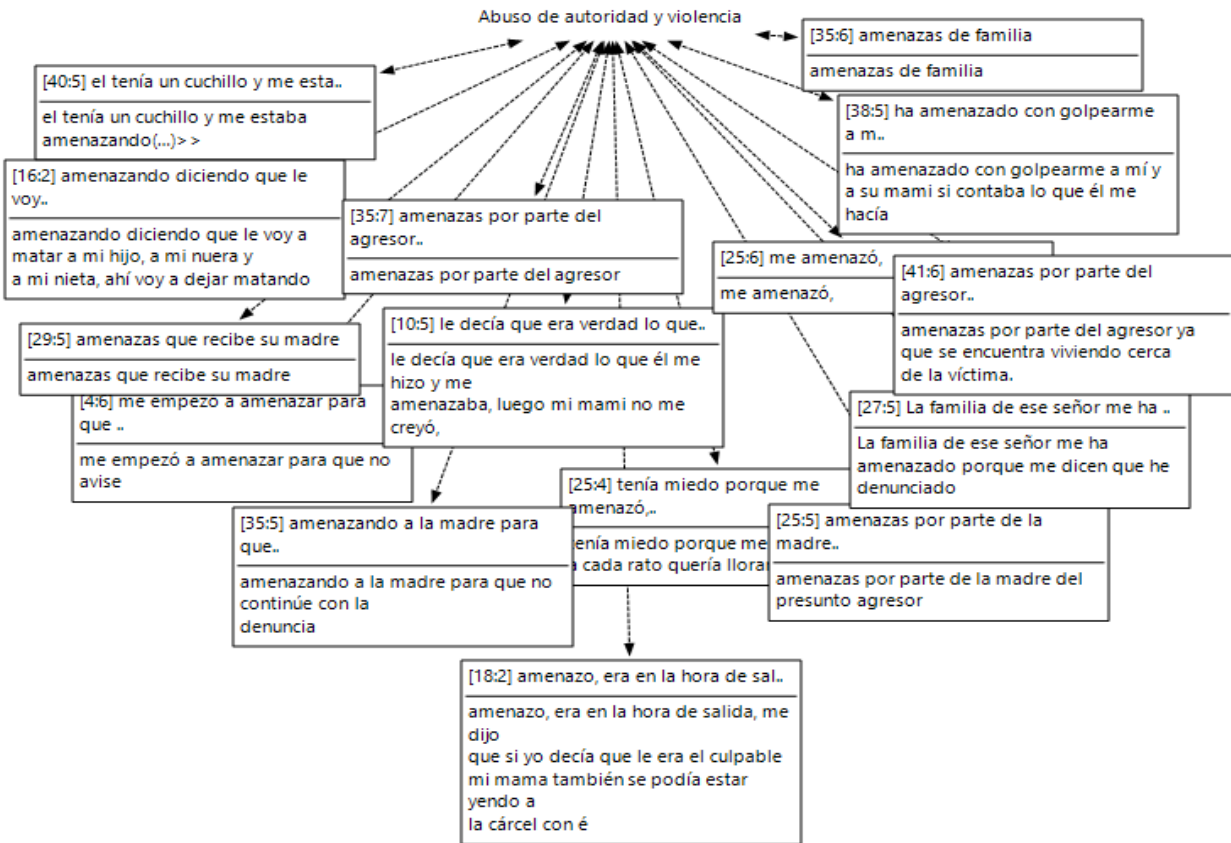 Abuso de autoridad y violencia
[35:6] amenazas de familia
amenazas de familia
[40:5] el tenía un cuchillo y me esta..
el tenía un cuchillo y me estaba
amenazando(...)>>
[38:5] ha amenazado con golpearme
a m..
ha amenazado con golpearme a mí y
a su mami si contaba lo que él me
hacía
[16:2] amenazando diciendo que le
voy..
amenazando diciendo que le voy a
matar a mi hijo, a mi nuera y
a mi nieta, ahí voy a dejar matando
[35:7] amenazas por parte del
agresor..
amenazas por parte del agresor
[25:6] me amenazó,
me amenazó,
[41:6] amenazas por parte del
agresor..
amenazas por parte del agresor ya
que se encuentra viviendo cerca
de la víctima.
[29:5] amenazas que recibe su madre
amenazas que recibe su madre
[10:5] le decía que era verdad lo que..
le decía que era verdad lo que él me
hizo y me
amenazaba, luego mi mami no me
creyó,
[4:6] me empezó a amenazar para
que ..
me empezó a amenazar para que no
avise
[27:5] La familia de ese señor me ha ..
La familia de ese señor me ha
amenazado porque me dicen que he
denunciado
[25:4] tenía miedo porque me
amenazó,..
tenía miedo porque me
a cada rato quería llorar
[35:5] amenazando a la madre para
que..
amenazando a la madre para que no
continúe con la
denuncia
[25:5] amenazas por parte de la
madre..
amenazas por parte de la madre del
presunto agresor
[18:2] amenazo, era en la hora de sal..
amenazo, era en la hora de salida, me
dijo
que si yo decía que le era el culpable
mi mama también se podía estar
yendo a
la cárcel con é